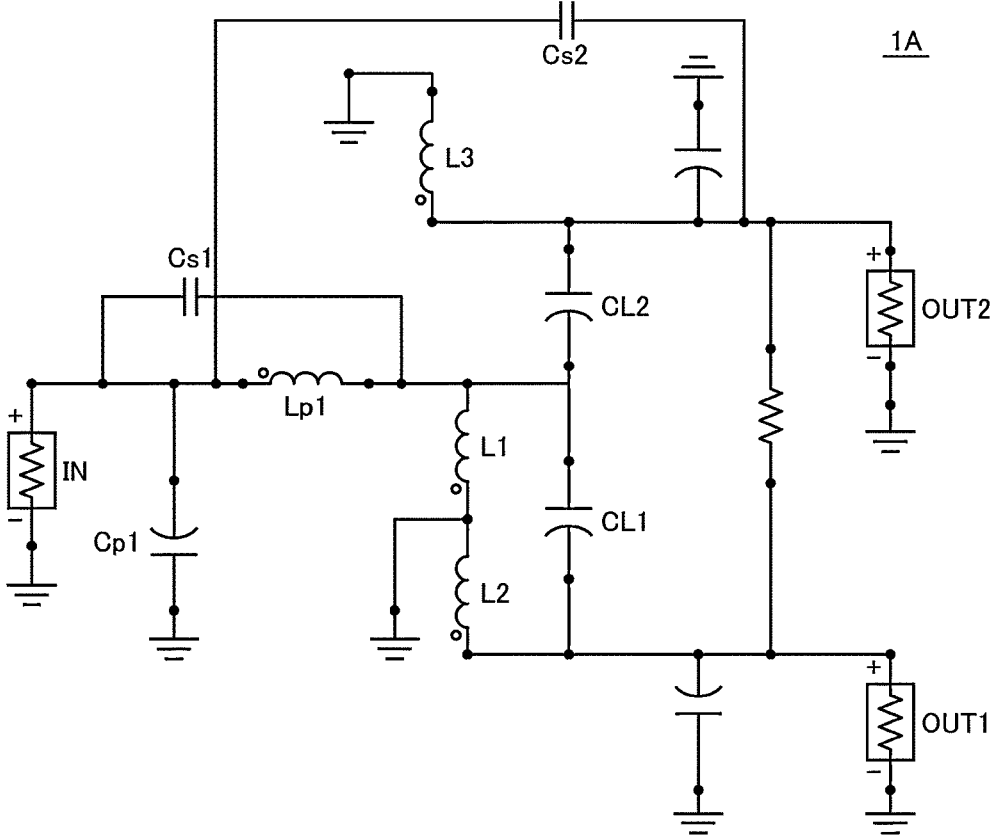 Cs2
1A
L3
Cs1
CL2
+
OUT2
-
Lp1
+
IN
-
L1
CL1
Cp1
L2
+
OUT1
-